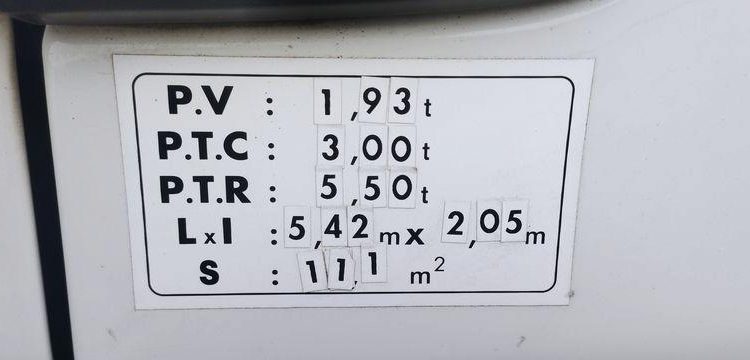 P.V : 1,93 t
P.T.C : 3,00 t
P.T.R : 5,50 t
L x l : 5,42 m x 2,05 m
S : 11,1 m²